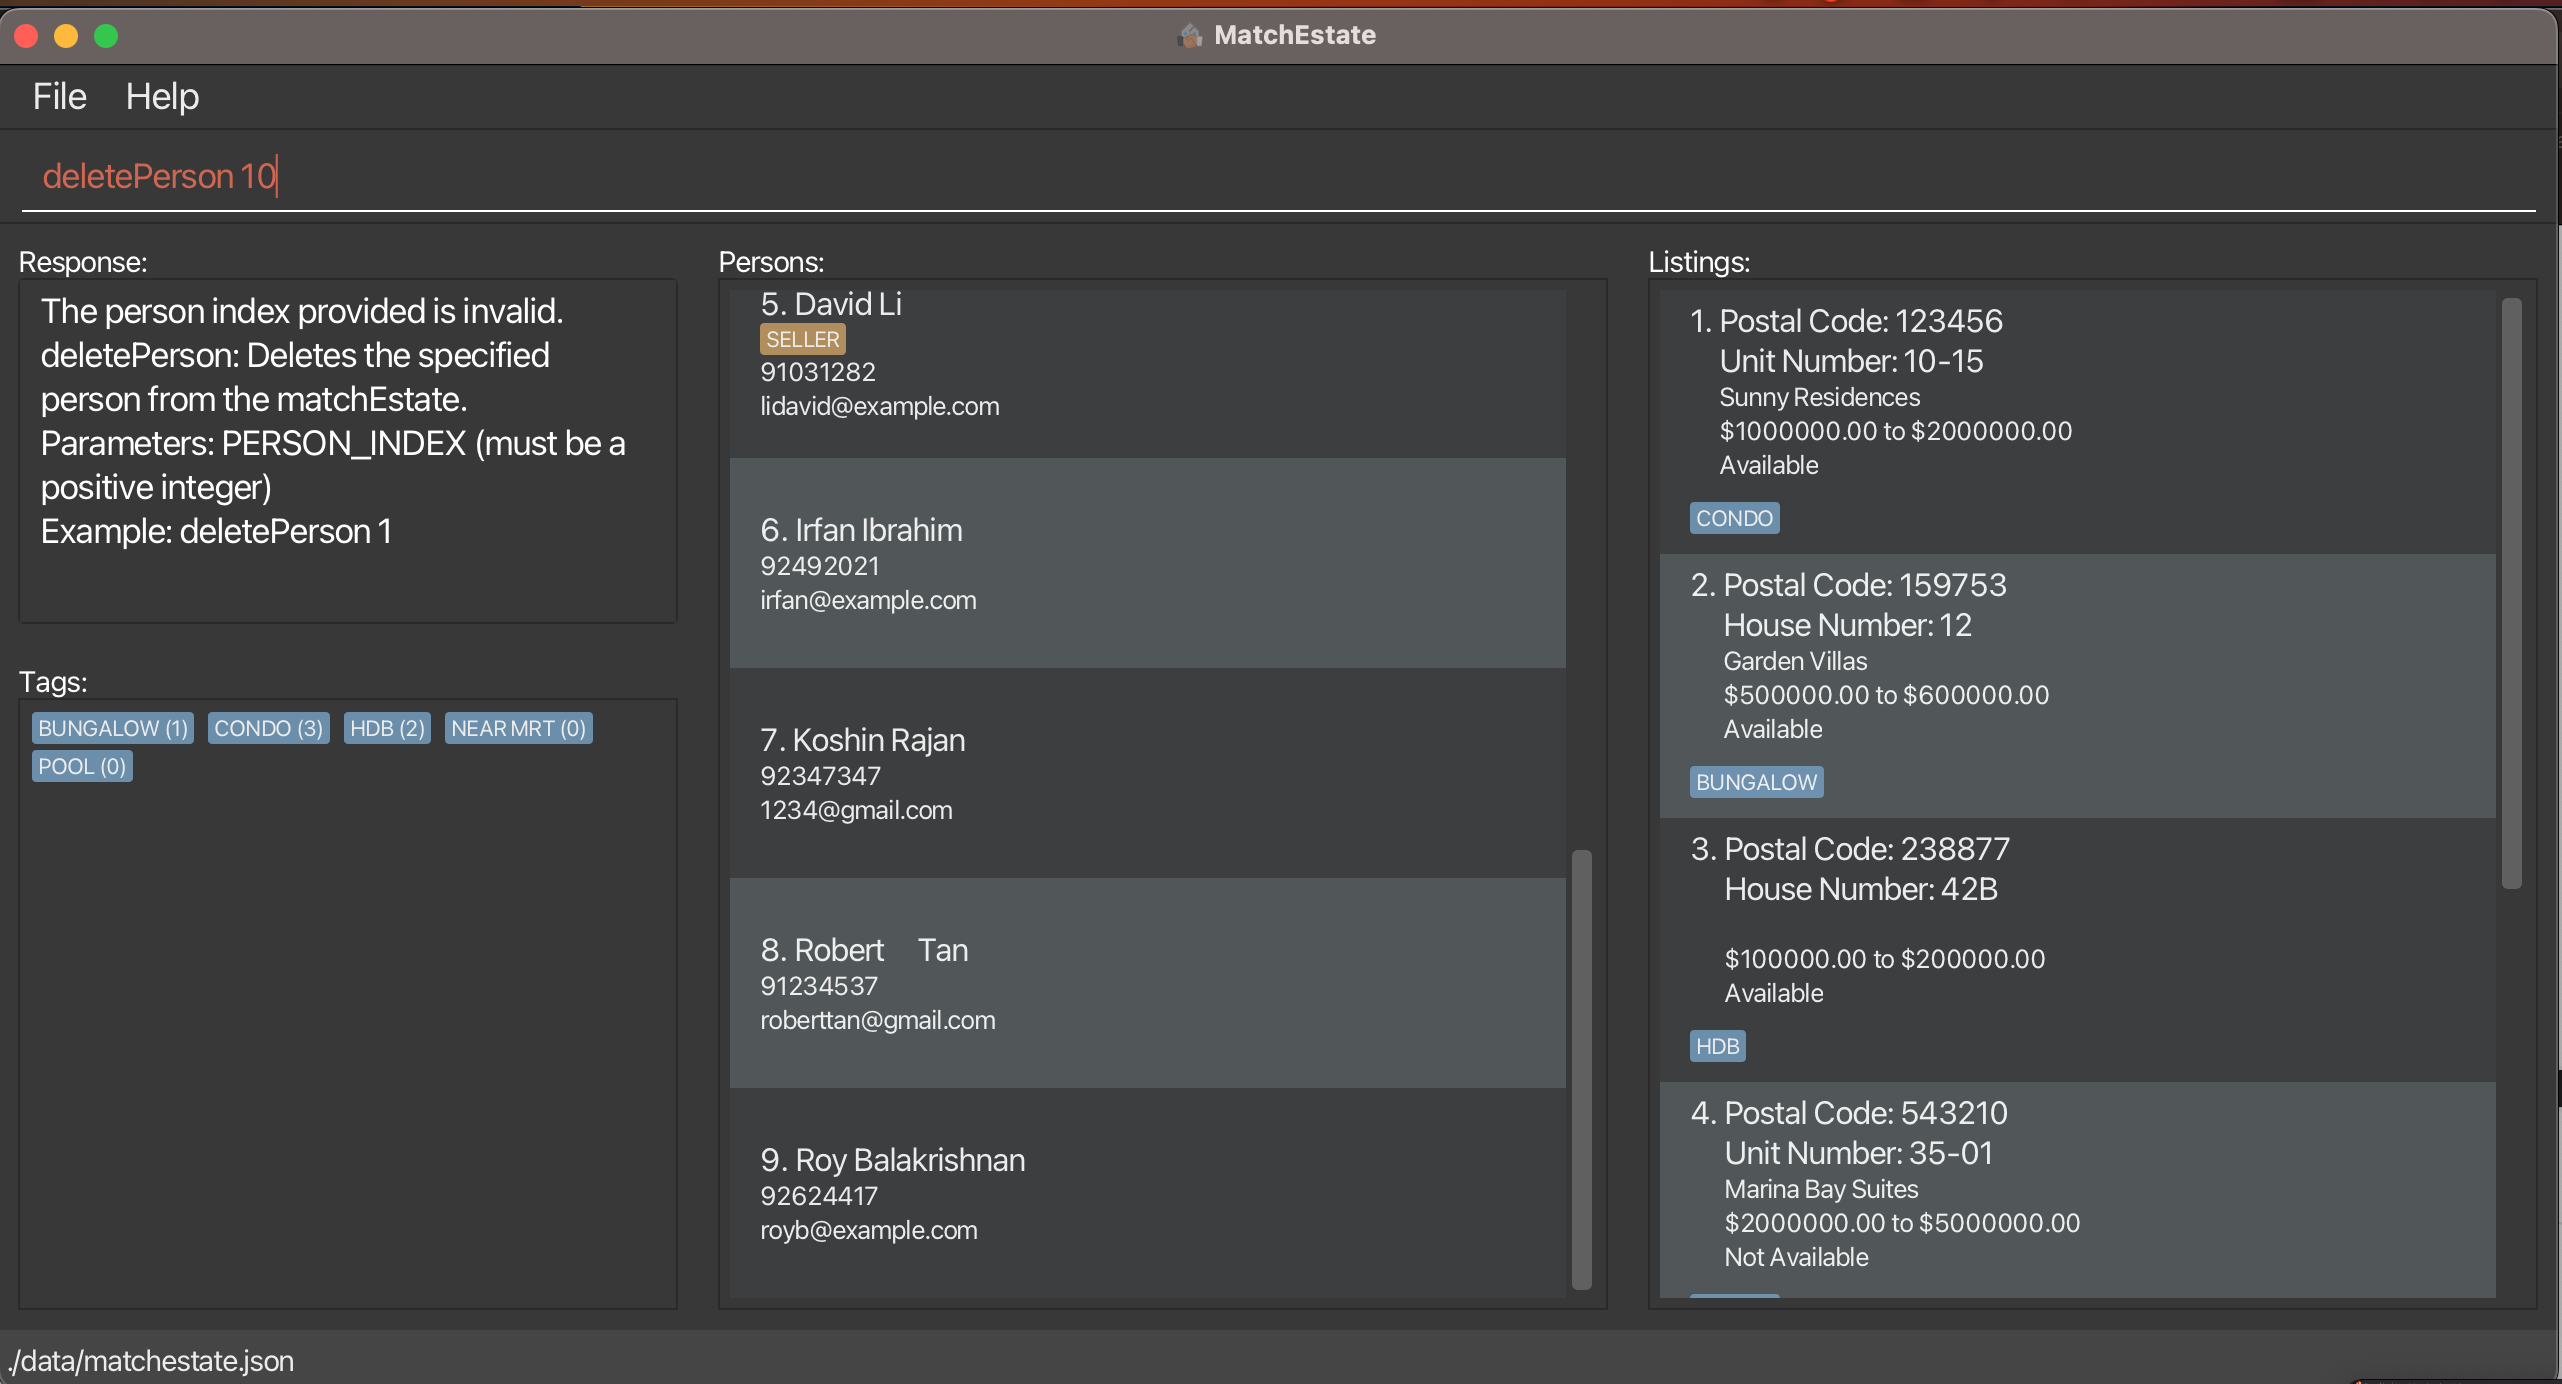 MatchEstate
File Help
deletePerson 10
Response:
The person index provided is invalid.
deletePerson: Deletes the specified
person from the matchEstate.
Parameters: PERSON_INDEX (must be a
positive integer)
Example: deletePerson 1
Tags:
BUNGALOW (1) CONDO (3) HDB (2) NEAR MRT (0)
POOL (0)
Persons:
5. David Li
SELLER
91031282
lidavid@example.com
6. Irfan Ibrahim
92492021
irfan@example.com
7. Koshin Rajan
92347347
1234@gmail.com
8. Robert    Tan
91234537
roberttan@gmail.com
9. Roy Balakrishnan
92624417
royb@example.com
Listings:
1. Postal Code: 123456
Unit Number: 10-15
Sunny Residences
$1000000.00 to $2000000.00
Available
CONDO
2. Postal Code: 159753
House Number: 12
Garden Villas
$500000.00 to $600000.00
Available
BUNGALOW
3. Postal Code: 238877
House Number: 42B
$100000.00 to $200000.00
Available
HDB
4. Postal Code: 543210
Unit Number: 35-01
Marina Bay Suites
$2000000.00 to $5000000.00
Not Available
./data/matchestate.json